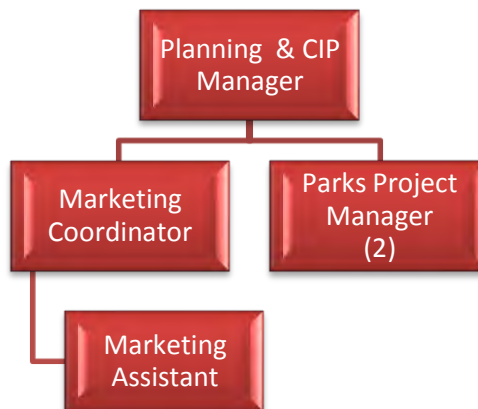 Planning & CIP
Manager
Marketing
Coordinator
Parks Project
Manager
(2)
Marketing
Assistant